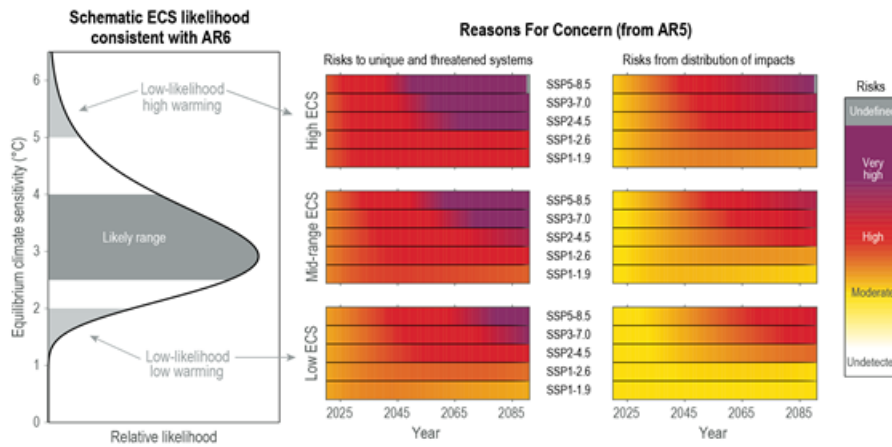 Schematic ECS likelihood
consistent with AR6
Equilibrium climate sensitivity (°C)
6
5
4
3
2
1
0
Low-likelihood
high warming
Likely range
Low-likelihood
low warming
Relative likelihood
Reasons For Concern (from AR5)
Risks to unique and threatened systems
Risks from distribution of impacts
High ECS
SSP5-8.5
SSP3-7.0
SSP2-4.5
SSP1-2.6
SSP1-1.9
Mid-range ECS
SSP5-8.5
SSP3-7.0
SSP2-4.5
SSP1-2.6
SSP1-1.9
Low ECS
SSP5-8.5
SSP3-7.0
SSP2-4.5
SSP1-2.6
SSP1-1.9
2025 2045 2065 2085
Year
2025 2045 2065 2085
Year
Risks
Undefine
Very
high
High
Moderate
Undetecte